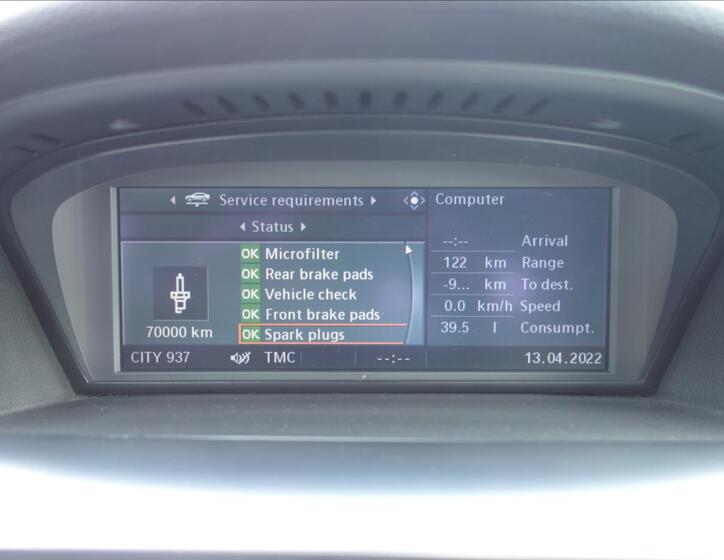 Service requirements
Status
OK Microfilter
OK Rear brake pads
OK Vehicle check
OK Front brake pads
OK Spark plugs
70000 km
Computer
--:-- Arrival
122 km Range
-9... km To dest.
0.0 km/h Speed
39.5 l Consumpt.
CITY 937 TMC --:-- 13.04.2022